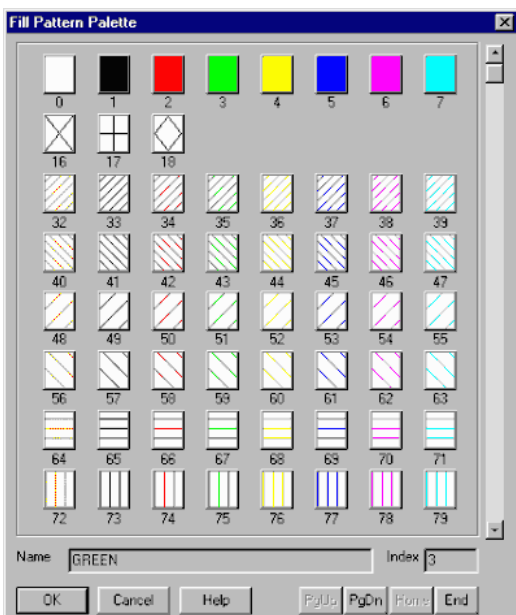 Fill Pattern Palette
0 1 2 3 4 5 6 7
16 17 18
32 33 34 35 36 37 38 39
40 41 42 43 44 45 46 47
48 49 50 51 52 53 54 55
56 57 58 59 60 61 62 63
64 65 66 67 68 69 70 71
72 73 74 75 76 77 78 79
Name GREEN Index 3
OK Cancel Help PgUp PgDn Home End